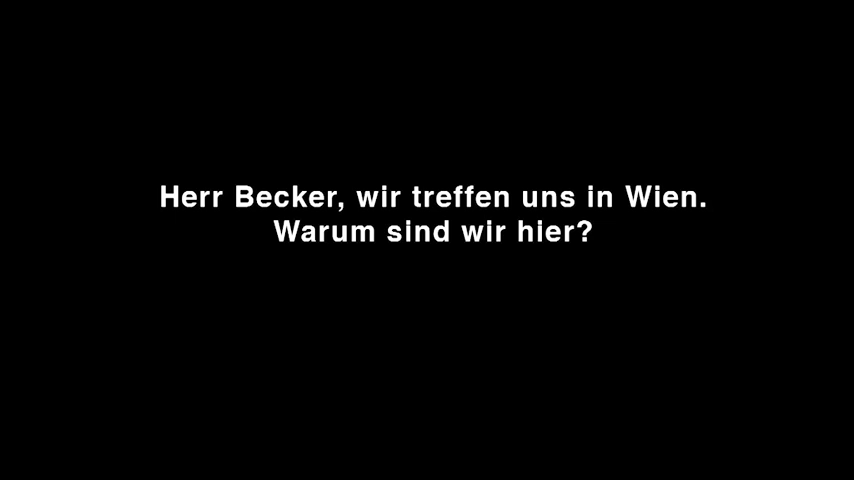 Herr Becker, wir treffen uns in Wien.
Warum sind wir hier?